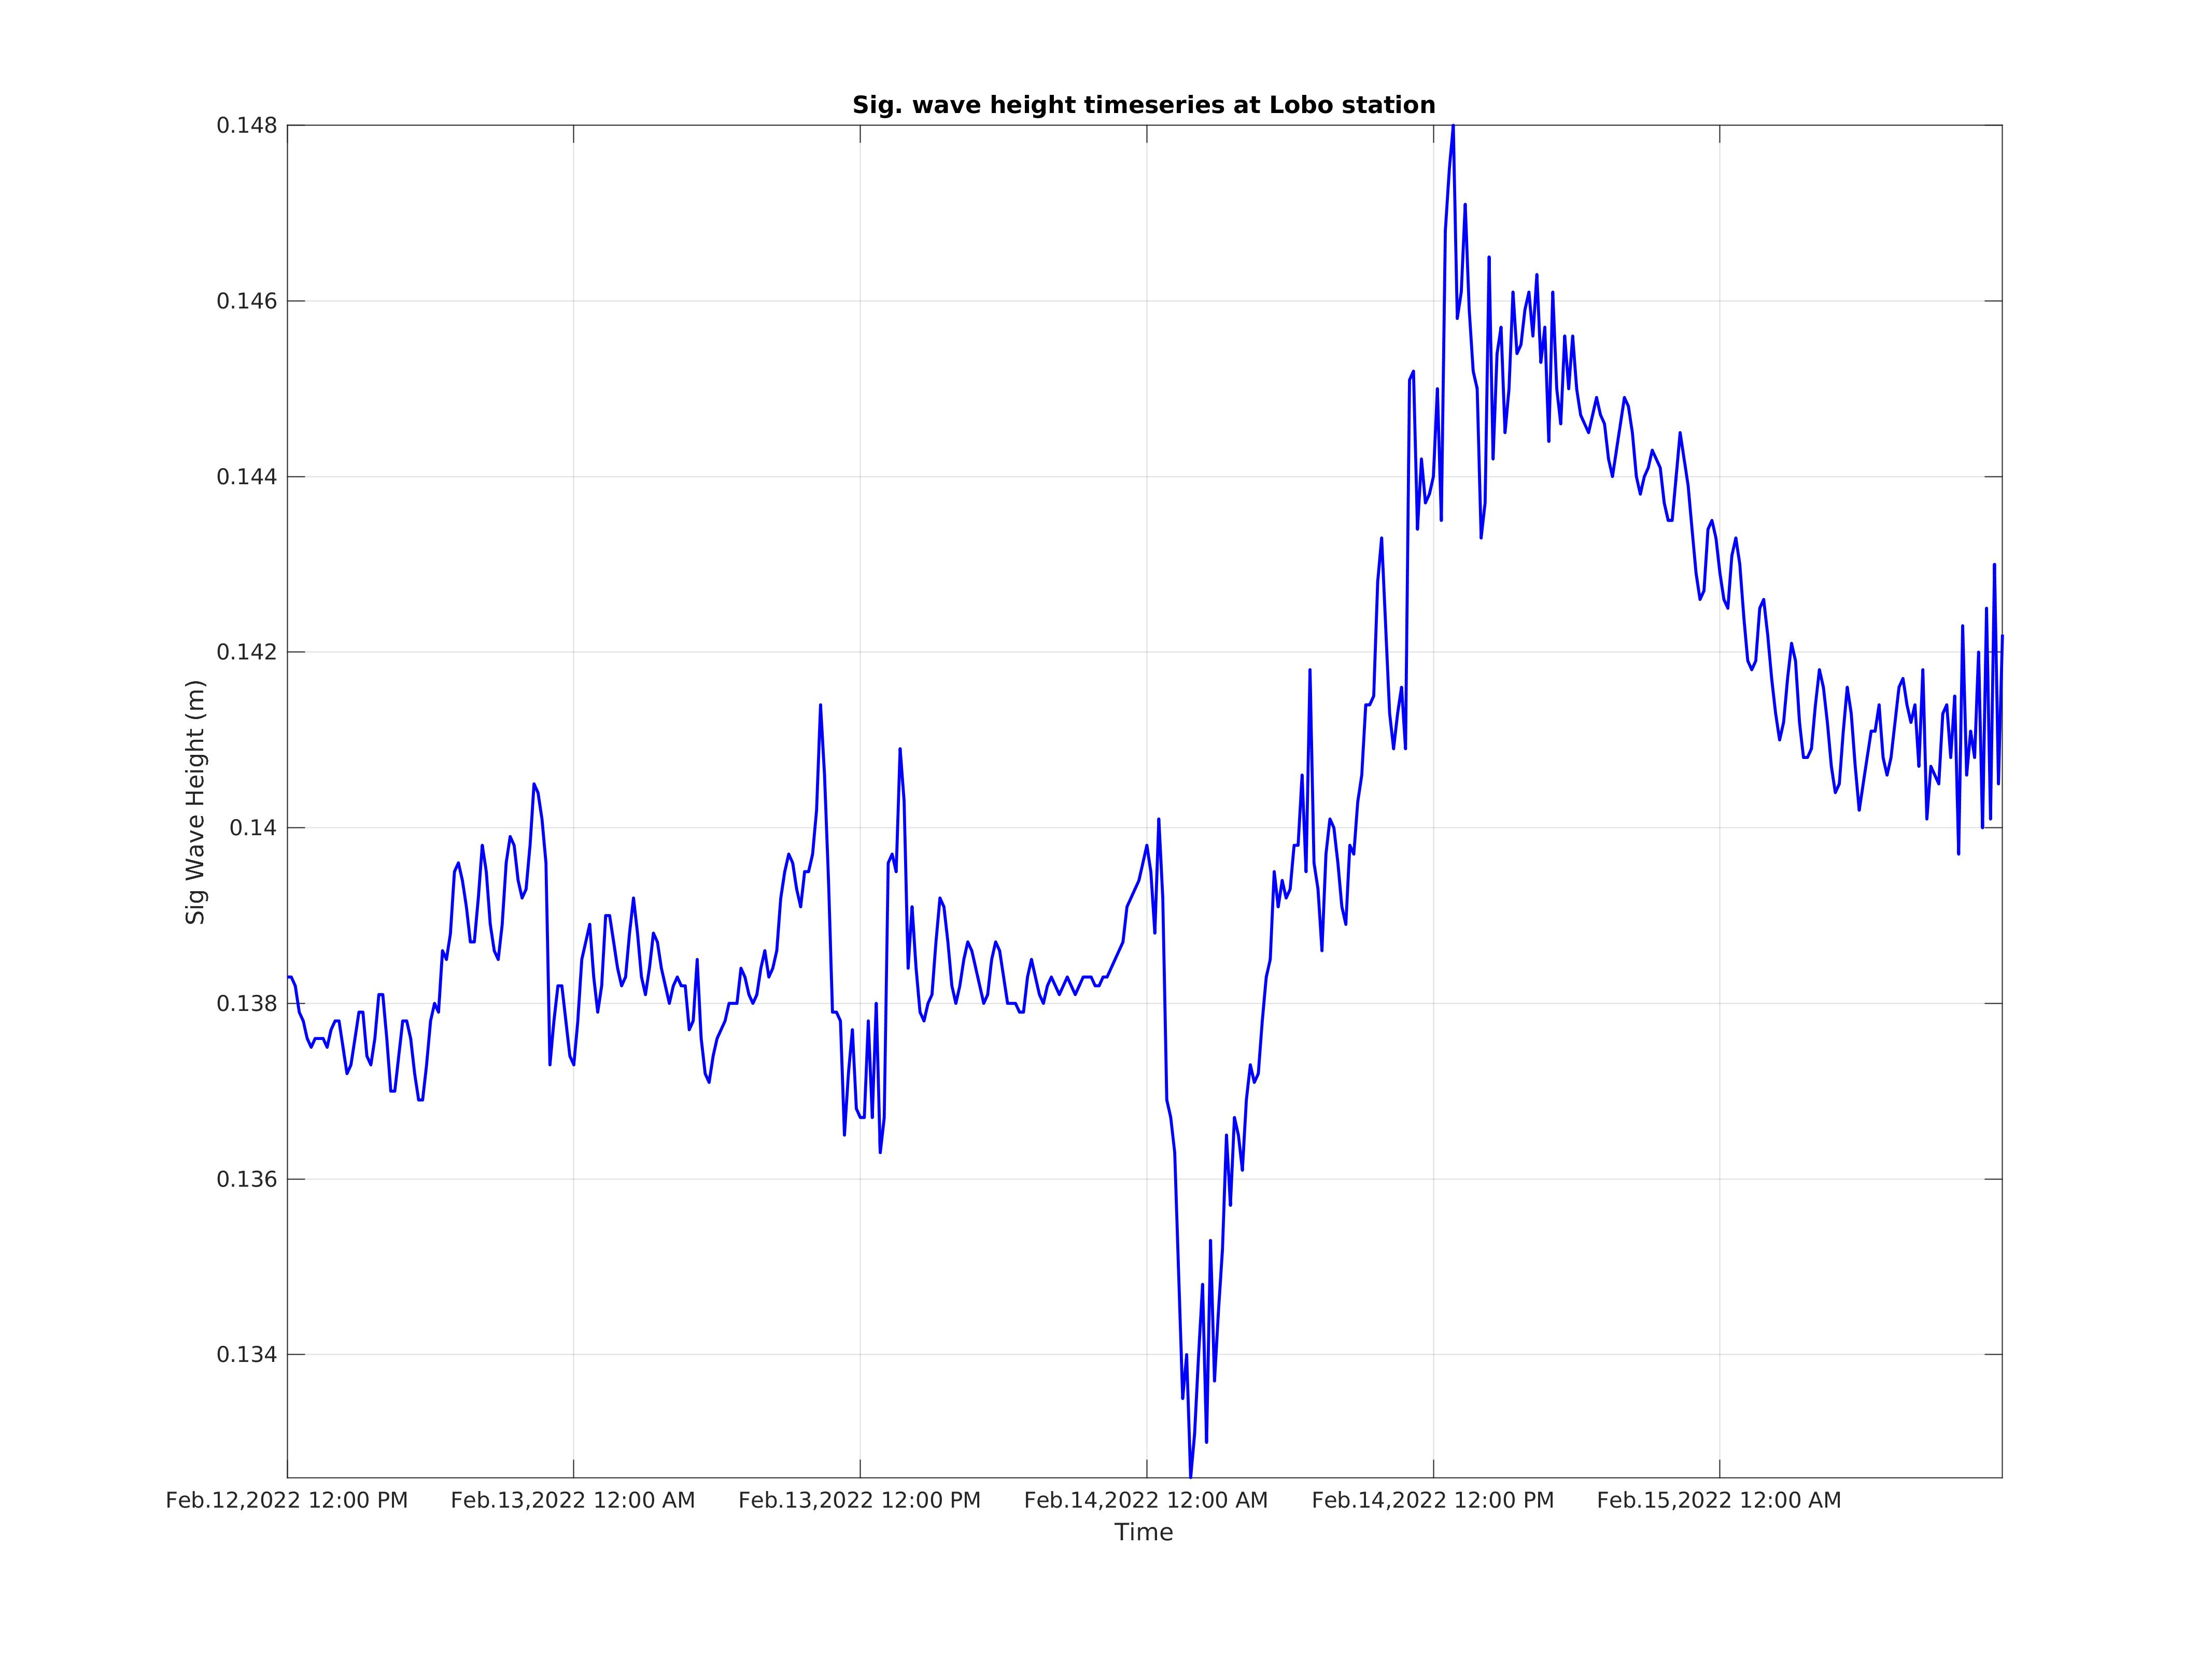 Sig. wave height timeseries at Lobo station
0.148
0.146
0.144
0.142
0.14
0.138
0.136
0.134
Sig Wave Height (m)
Feb.12,2022 12:00 PM
Feb.13,2022 12:00 AM
Feb.13,2022 12:00 PM
Feb.14,2022 12:00 AM
Feb.14,2022 12:00 PM
Feb.15,2022 12:00 AM
Time